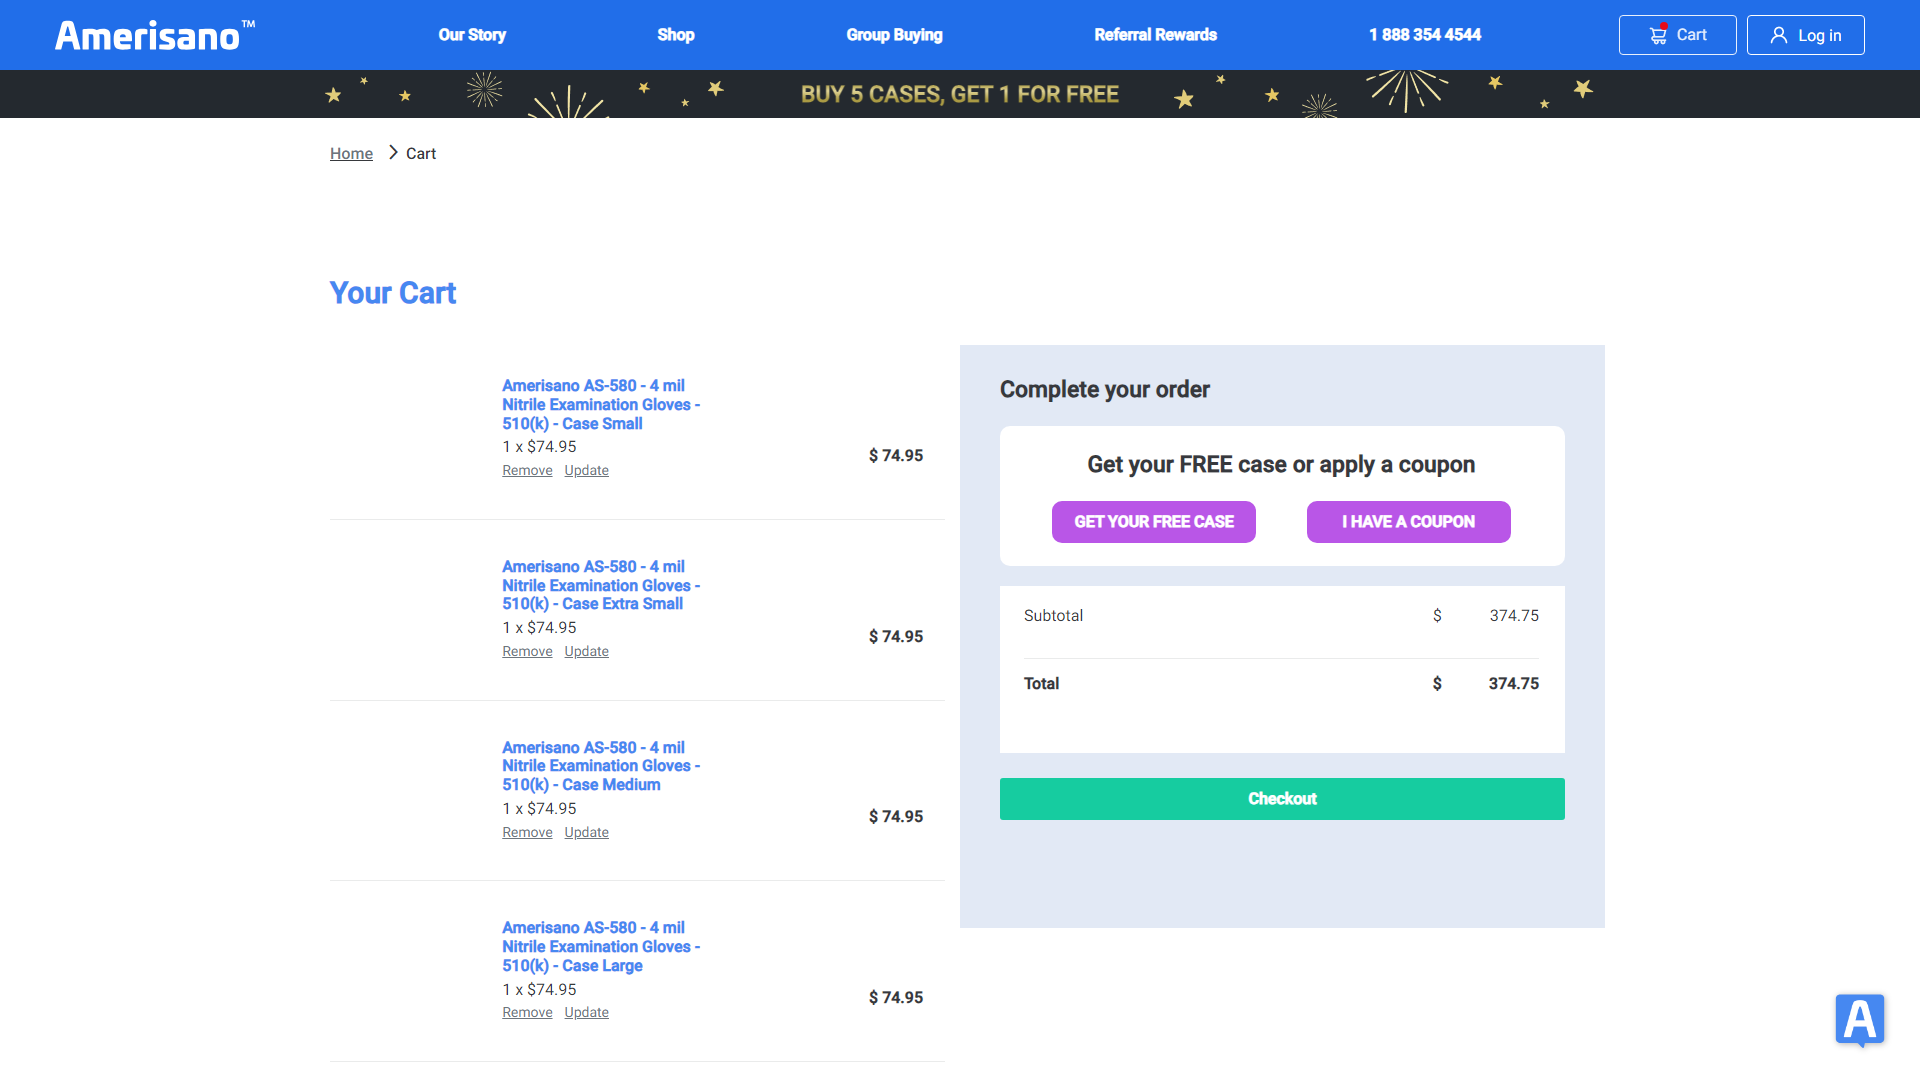 Amerisano™
Our Story
Shop
Group Buying
Referral Rewards
1 888 354 4544
Cart
Log in
BUY 5 CASES, GET 1 FOR FREE
Home
Cart
Your Cart
Amerisano AS-580 - 4 mil
Nitrile Examination Gloves -
510(k) - Case Small
1 x $74.95
Remove Update
$ 74.95
Amerisano AS-580 - 4 mil
Nitrile Examination Gloves -
510(k) - Case Extra Small
1 x $74.95
Remove Update
$ 74.95
Amerisano AS-580 - 4 mil
Nitrile Examination Gloves -
510(k) - Case Medium
1 x $74.95
Remove Update
$ 74.95
Amerisano AS-580 - 4 mil
Nitrile Examination Gloves -
510(k) - Case Large
1 x $74.95
Remove Update
$ 74.95
Complete your order
Get your FREE case or apply a coupon
GET YOUR FREE CASE
I HAVE A COUPON
Subtotal $ 374.75
Total $ 374.75
Checkout
A